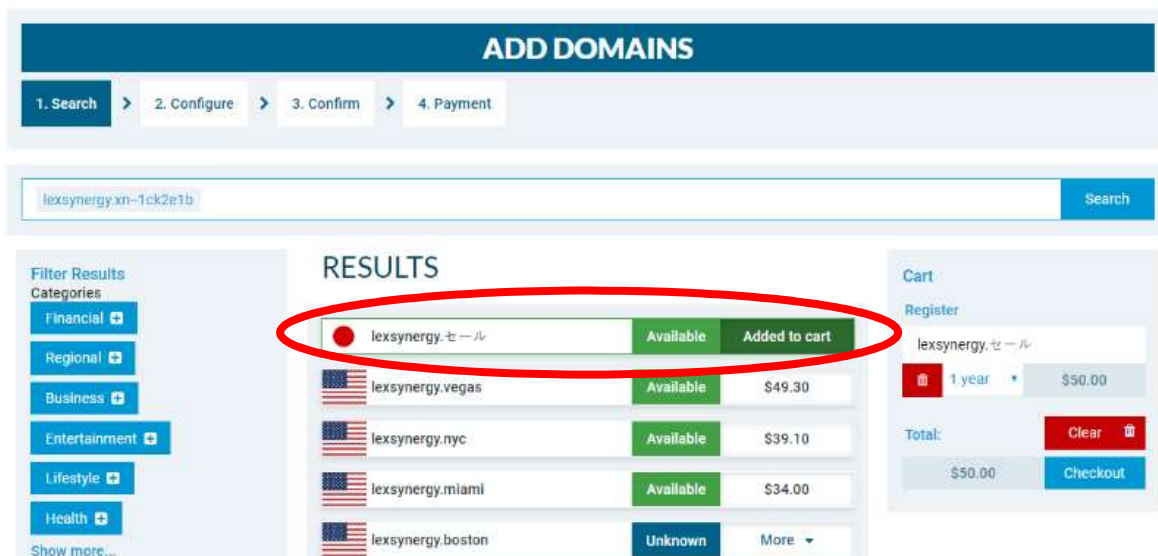 ADD DOMAINS
1. Search > 2. Configure > 3. Confirm > 4. Payment
lexsynergy.xn--1ck2e1b Search
Filter Results
Categories
Financial
Regional
Business
Entertainment
Lifestyle
Health
Show more...
RESULTS
lexsynergy.セール Available Added to cart
lexsynergy.vegas Available $49.30
lexsynergy.nyc Available $39.10
lexsynergy.miami Available $34.00
lexsynergy.boston Unknown More
Cart
Register
lexsynergy.セール
1 year $50.00
Total: Clear
$50.00 Checkout